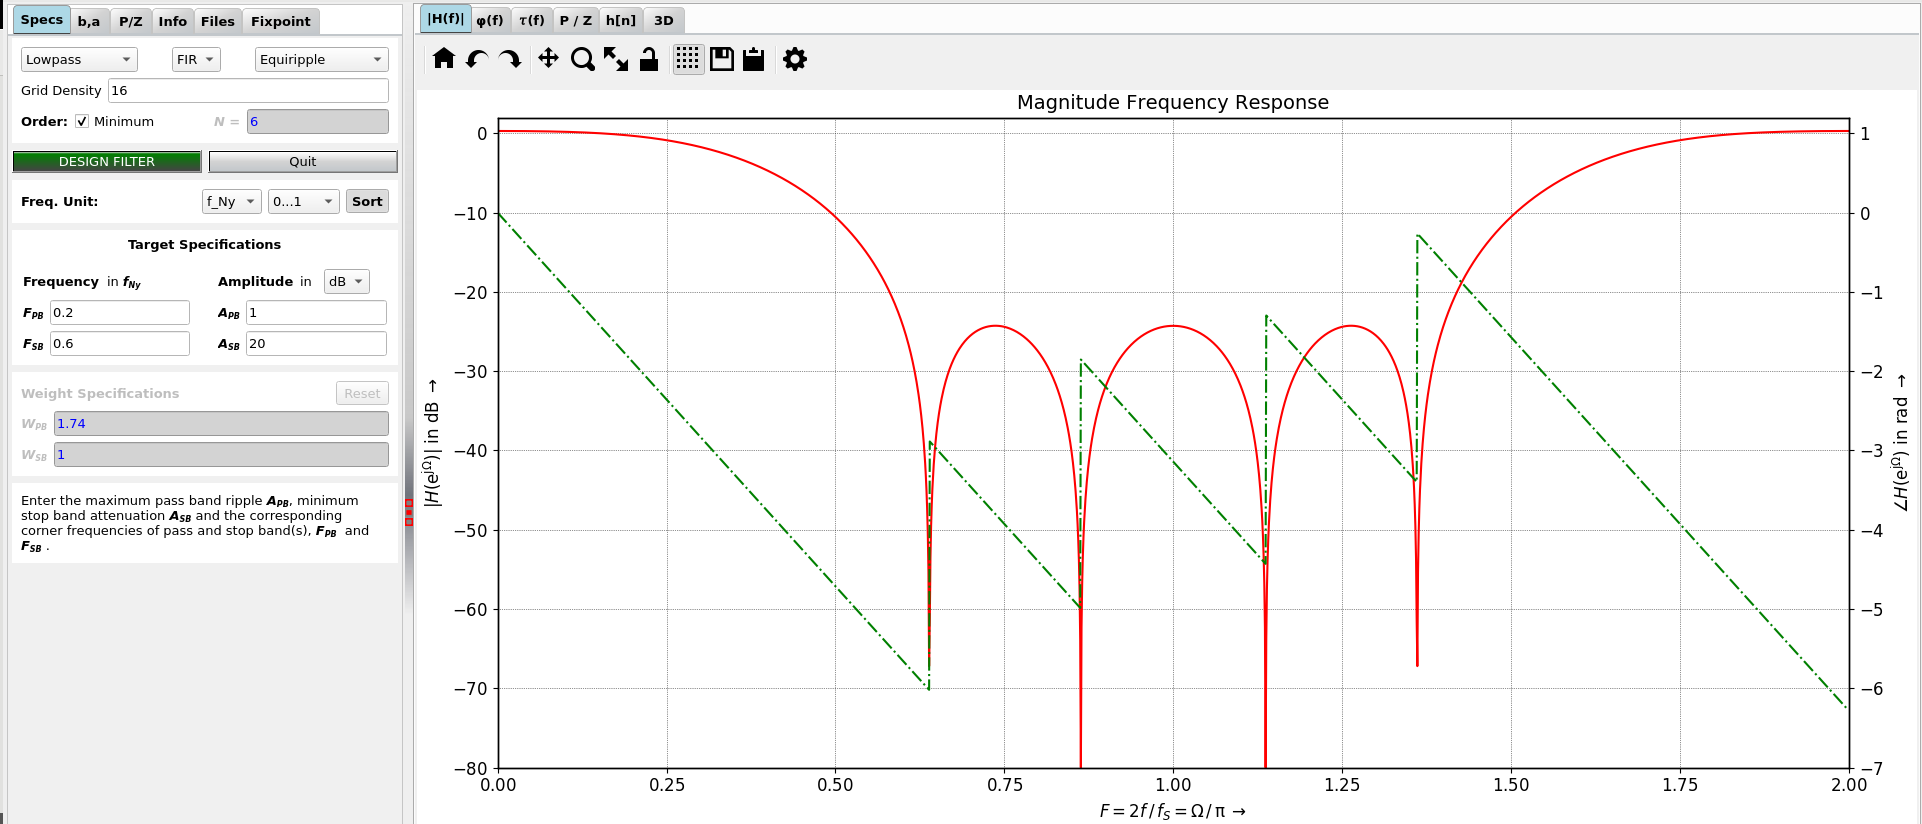 Specs b,a P/Z Info Files Fixpoint
Lowpass FIR Equiripple
Grid Density 16
Order: Minimum N = 6
DESIGN FILTER Quit
Freq. Unit: f_Ny 0...1 Sort
Target Specifications
Frequency in f_Ny Amplitude in dB
F_PB 0.2 A_PB 1
F_SB 0.6 A_SB 20
Weight Specifications Reset
W_PB 1.74
W_SB 1
Enter the maximum pass band ripple A_PB, minimum
stop band attenuation A_SB and the corresponding
corner frequencies of pass and stop band(s), F_PB and
F_SB .
|H(f)| φ(f) τ(f) P / Z h[n] 3D
Magnitude Frequency Response
|H(e^jΩ)| in dB →
0
−10
−20
−30
−40
−50
−60
−70
−80
1
0
−1
−2
−3
−4
−5
−6
−7
∠H(e^jΩ) in rad →
0.00 0.25 0.50 0.75 1.00 1.25 1.50 1.75 2.00
F = 2f / f_S = Ω / π →